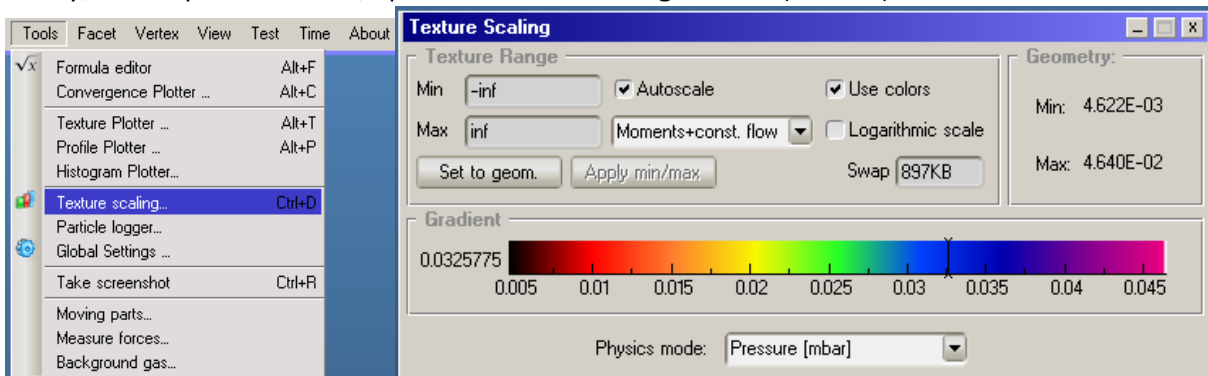 Tools Facet Vertex View Test Time About
Formula editor Alt+F
Convergence Plotter ... Alt+C
Texture Plotter ... Alt+T
Profile Plotter ... Alt+P
Histogram Plotter...
Texture scaling... Ctrl+D
Particle logger...
Global Settings ...
Take screenshot Ctrl+R
Moving parts...
Measure forces...
Background gas...
Texture Scaling
Texture Range
Min -inf Autoscale Use colors
Max inf Moments+const. flow Logarithmic scale
Set to geom. Apply min/max Swap 897KB
Geometry:
Min: 4.622E-03
Max: 4.640E-02
Gradient
0.0325775
0.005 0.01 0.015 0.02 0.025 0.03 0.035 0.04 0.045
Physics mode: Pressure [mbar]